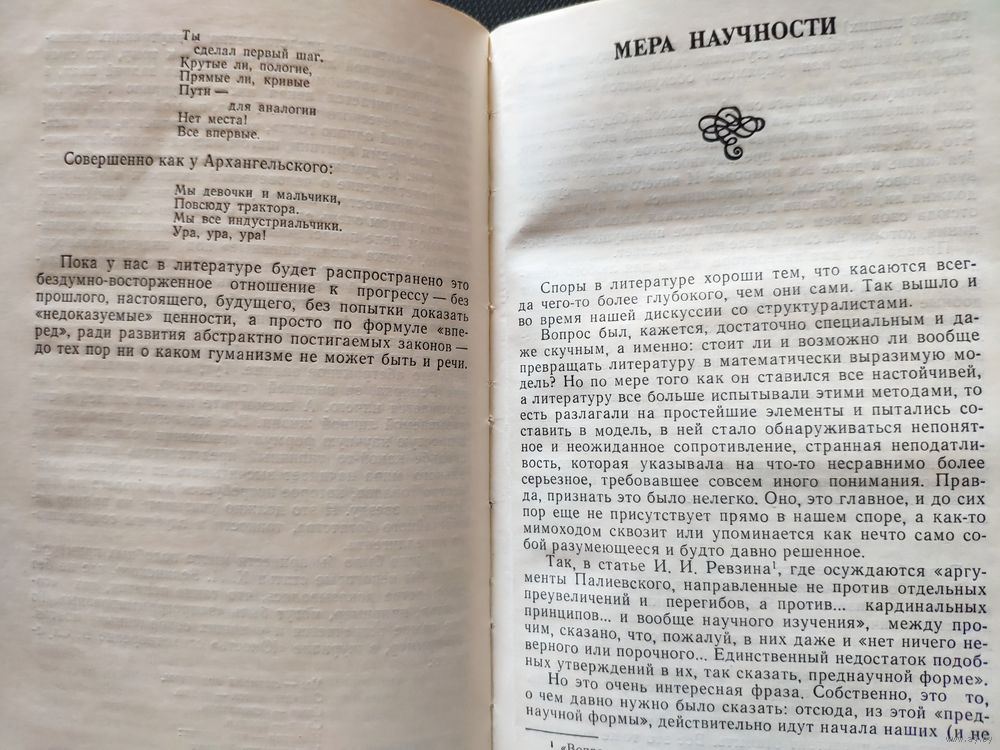 Ты
сделал первый шаг.
Крутые ли, пологие,
Прямые ли, кривые
Пути —
для аналогии
Нет места!
Все впервые.
Совершенно как у Архангельского:
Мы девочки и мальчики,
Повсюду трактора.
Мы все индустриальчики.
Ура, ура, ура!
Пока у нас в литературе будет распространено это
бездумно-восторженное отношение к прогрессу — без
прошлого, настоящего, будущего, без попытки доказать
«недоказуемые» ценности, а просто по формуле «впе-
ред», ради развития абстрактно постигаемых законов —
до тех пор ни о каком гуманизме не может быть и речи.
МЕРА НАУЧНОСТИ
Споры в литературе хороши тем, что касаются всег-
да чего-то более глубокого, чем они сами. Так вышло и
во время нашей дискуссии со структуралистами.
Вопрос был, кажется, достаточно специальным и да-
же скучным, а именно: стоит ли и возможно ли вообще
превращать литературу в математически выразимую мо-
дель? Но по мере того как он ставился все настойчивей,
а литературу все больше испытывали этими методами, то
есть разлагали на простейшие элементы и пытались со-
ставить в модель, в ней стало обнаруживаться непонят-
ное и неожиданное сопротивление, странная неподатли-
вость, которая указывала на что-то несравнимо более
серьезное, требовавшее совсем иного понимания. Прав-
да, признать это было нелегко. Оно, это главное, и до сих
пор еще не присутствует прямо в нашем споре, а как-то
мимоходом сквозит или упоминается как нечто само со-
бой разумеющееся и будто давно решенное.
Так, в статье И. И. Ревзина¹, где осуждаются «аргу-
менты Палиевского, направленные не против отдельных
преувеличений и перегибов, а против... кардинальных
принципов... и вообще научного изучения», между про-
чим, сказано, что, пожалуй, в них даже и «нет ничего не-
верного или порочного... Единственный недостаток подоб-
ных утверждений в их, так сказать, преднаучной форме».
Но это очень интересная фраза. Собственно, это то,
о чем давно нужно было сказать: отсюда, из этой «пред-
научной формы», действительно идут начала наших (и не